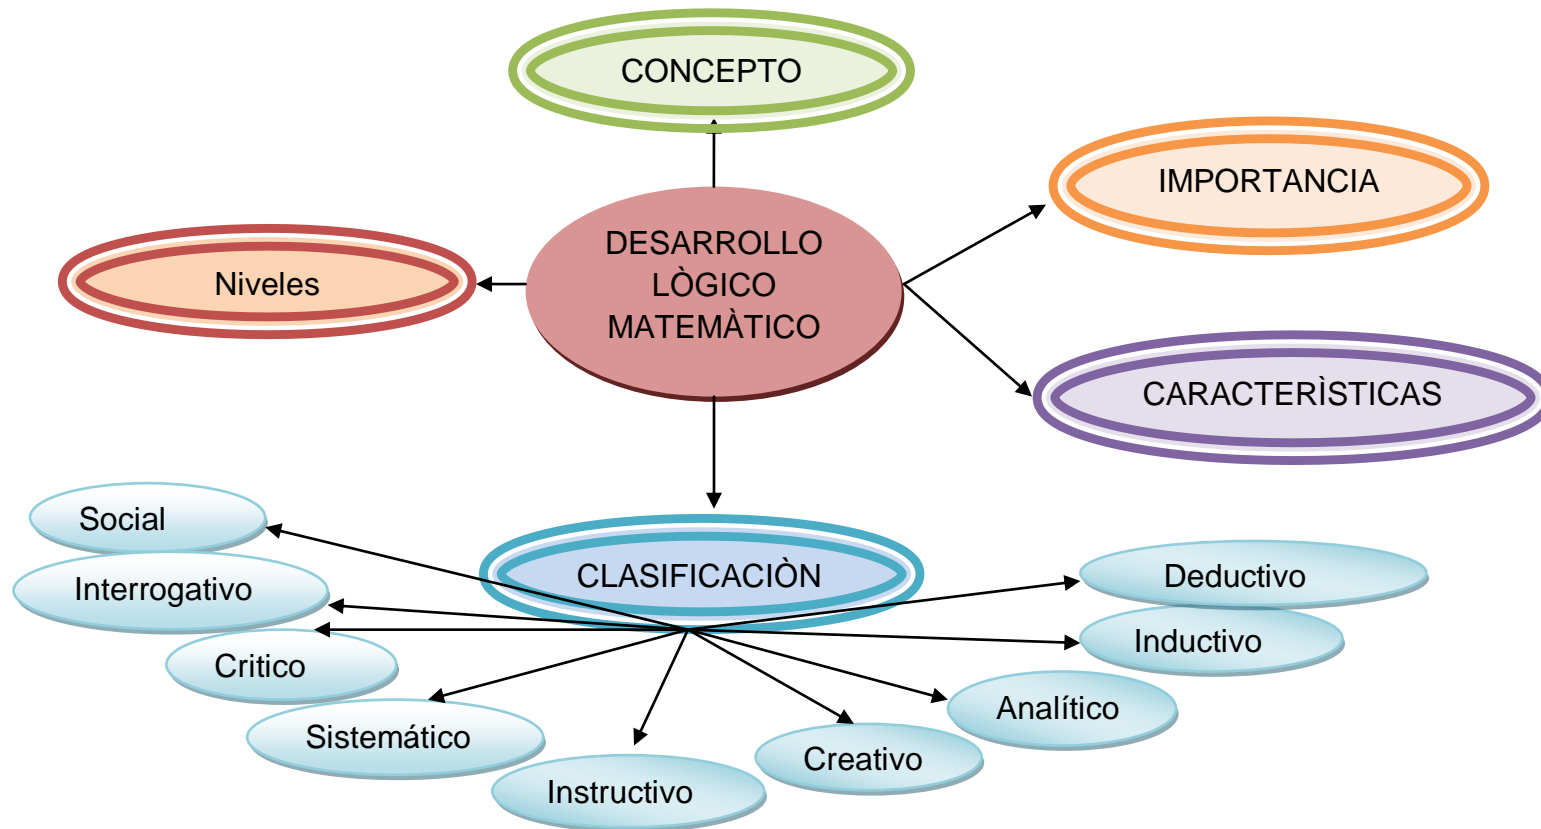 CONCEPTO
IMPORTANCIA
DESARROLLO
LÒGICO
MATEMÀTICO
Niveles
CARACTERÌSTICAS
CLASIFICACIÒN
Social
Interrogativo
Critico
Sistemático
Instructivo
Creativo
Analítico
Inductivo
Deductivo